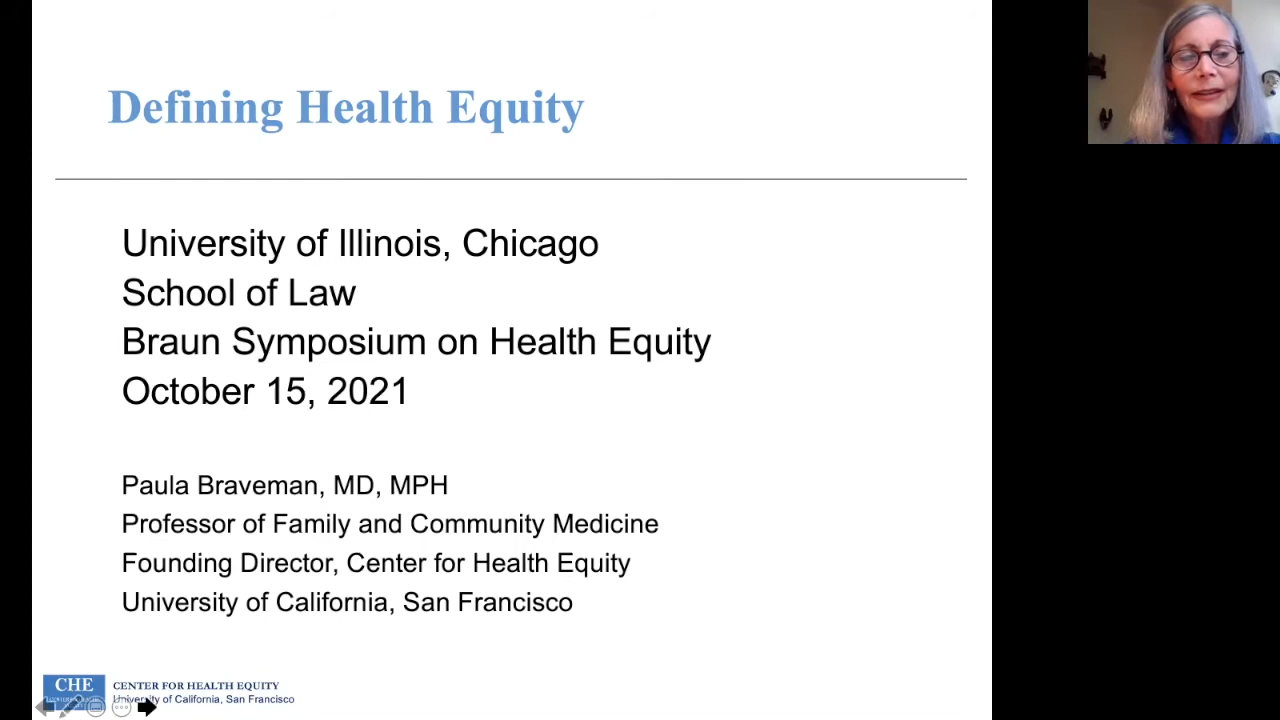 Defining Health Equity
University of Illinois, Chicago
School of Law
Braun Symposium on Health Equity
October 15, 2021
Paula Braveman, MD, MPH
Professor of Family and Community Medicine
Founding Director, Center for Health Equity
University of California, San Francisco
CHE
CENTER FOR HEALTH EQUITY
University of California, San Francisco